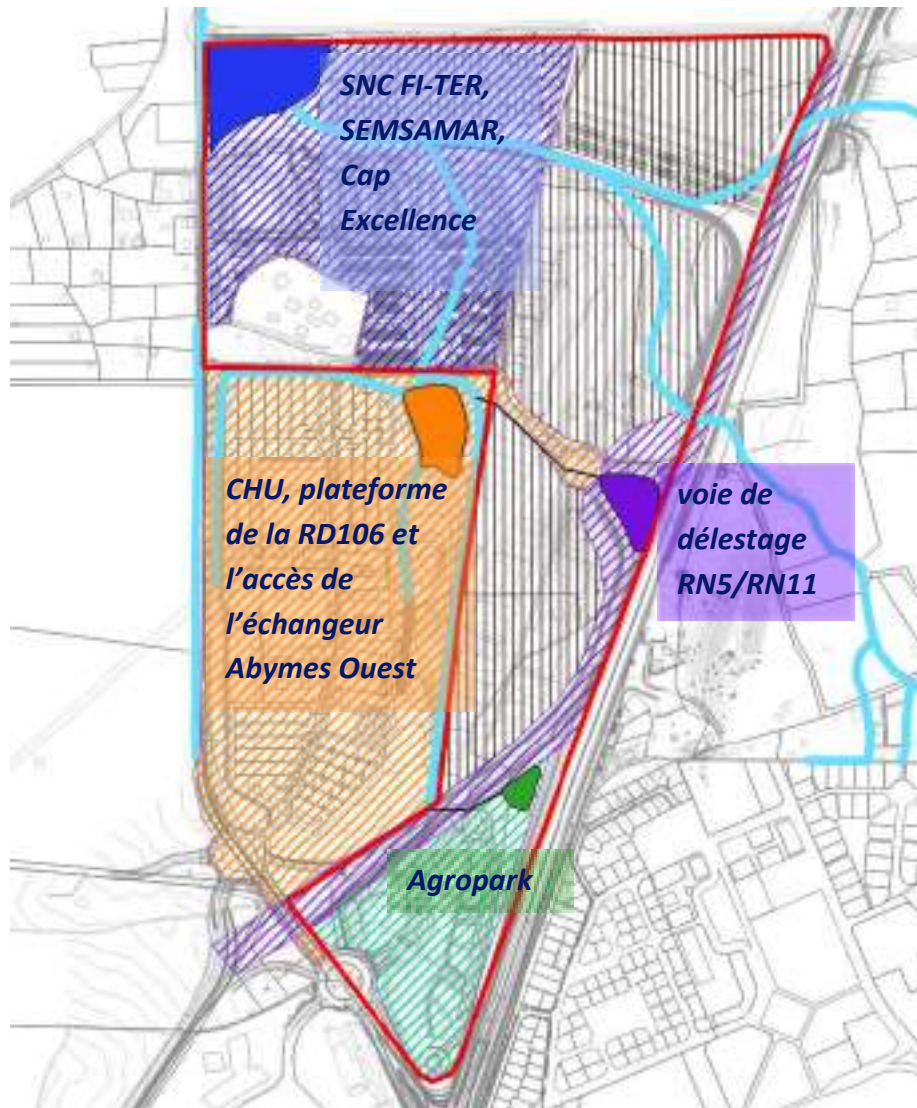 SNC FI-TER,
SEMSAMAR,
Cap
Excellence
CHU, plateforme
de la RD106 et
l’accès de
l’échangeur
Abymes Ouest
voie de
délestage
RN5/RN11
Agropark